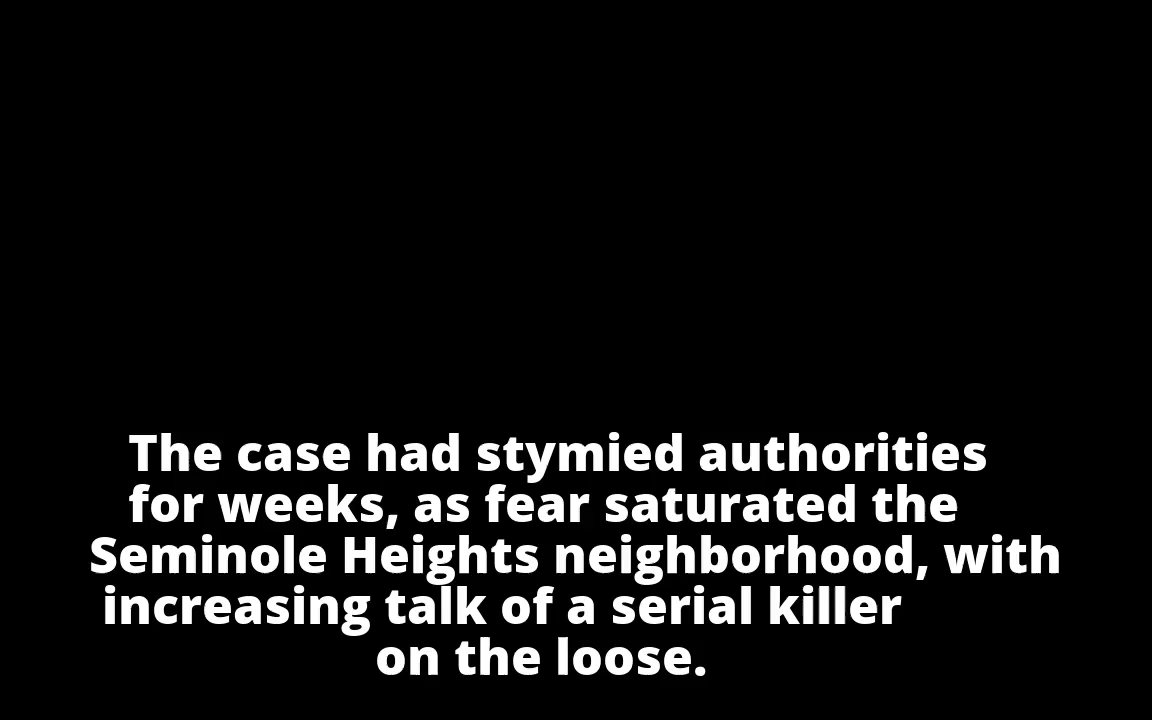 The case had stymied authorities
for weeks, as fear saturated the
Seminole Heights neighborhood, with
increasing talk of a serial killer
on the loose.